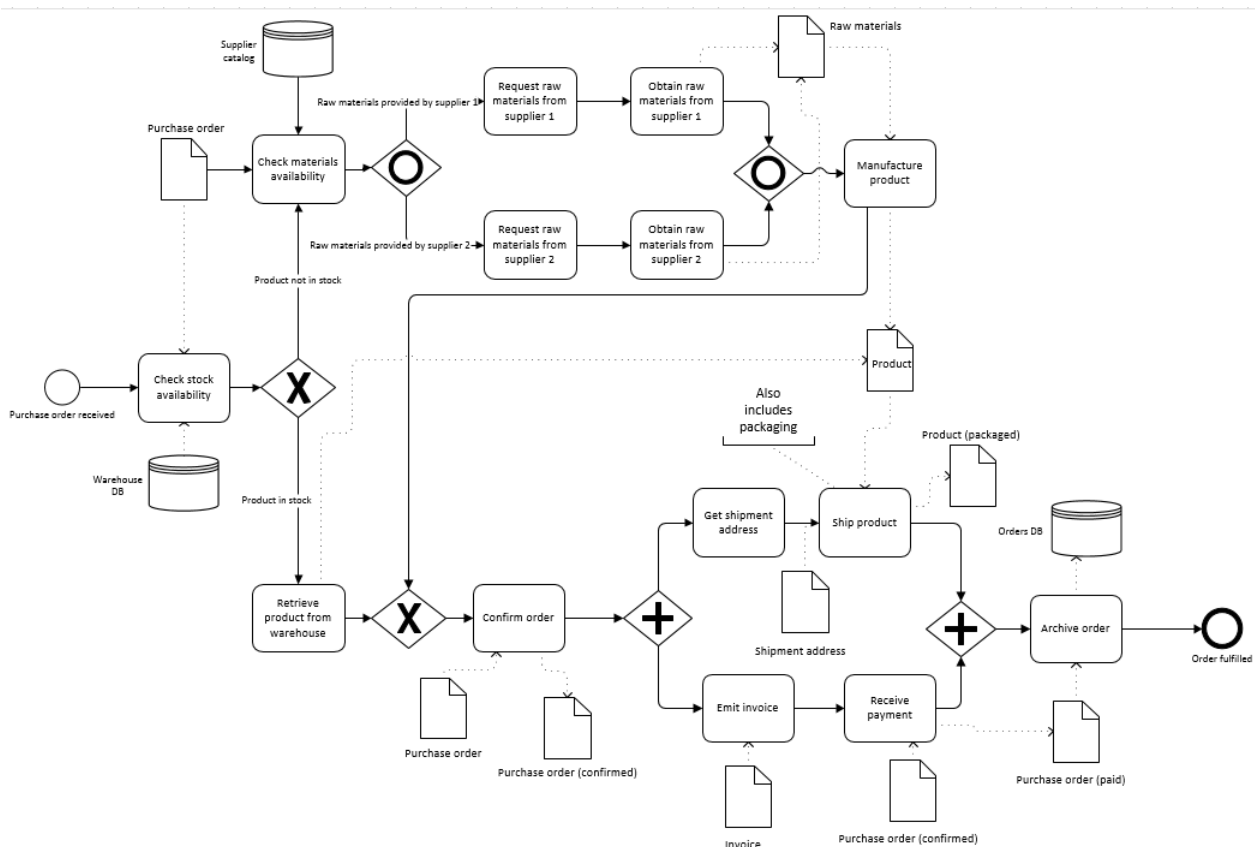 Raw materials
Supplier
catalog
Request raw
materials from
supplier 1
Obtain raw
materials from
supplier 1
Raw materials provided by supplier 1
Purchase order
Check materials
availability
Manufacture
product
Request raw
materials from
supplier 2
Obtain raw
materials from
supplier 2
Raw materials provided by supplier 2
Product not in stock
Product
Check stock
availability
X
Purchase order received
Also
includes
packaging
Product (packaged)
Warehouse
DB
Product in stock
Get shipment
address
Ship product
Orders DB
Retrieve
product from
warehouse
X
Confirm order
Archive order
Shipment address
Order fulfilled
Emit invoice
Receive
payment
Purchase order
Purchase order (confirmed)
Purchase order (paid)
Invoice
Purchase order (confirmed)